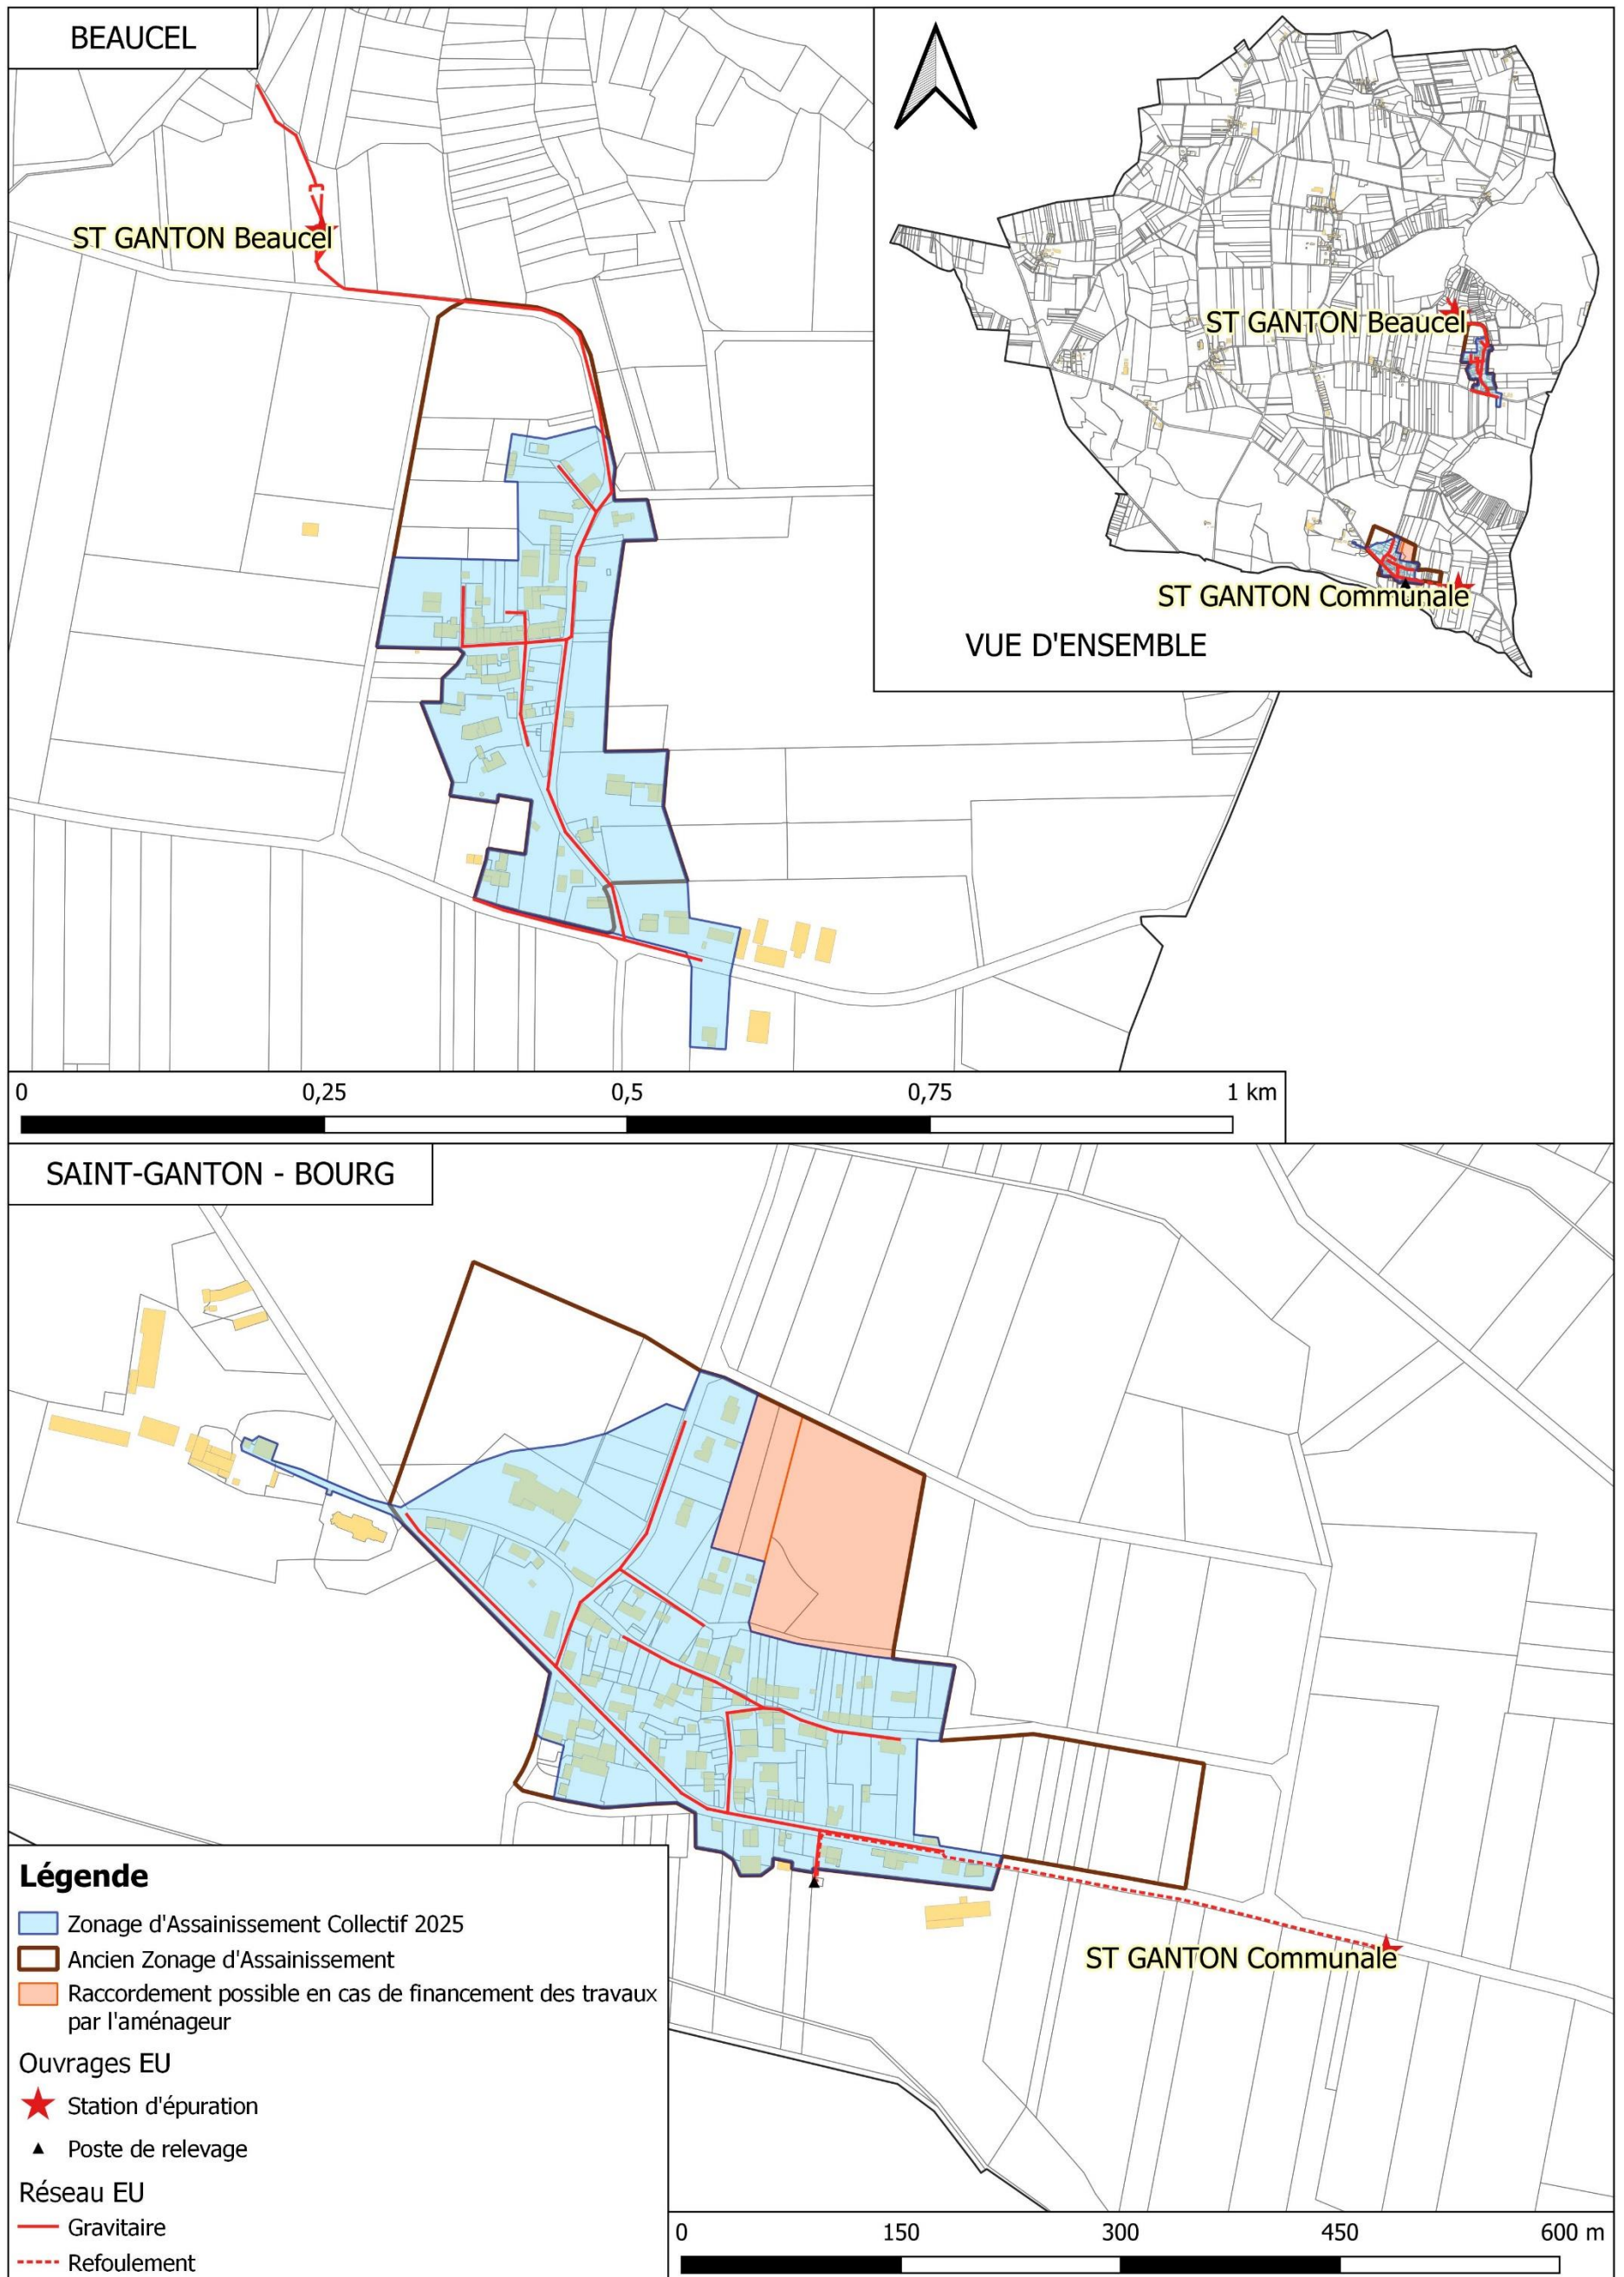 BEAUCEL
ST GANTON Beaucel
ST GANTON Beaucel
ST GANTON Communale
VUE D'ENSEMBLE
0 0,25 0,5 0,75 1 km
SAINT-GANTON - BOURG
ST GANTON Communale
Légende
Zonage d'Assainissement Collectif 2025
Ancien Zonage d'Assainissement
Raccordement possible en cas de financement des travaux
par l'aménageur
Ouvrages EU
Station d'épuration
Poste de relevage
Réseau EU
Gravitaire
Refoulement
0 150 300 450 600 m